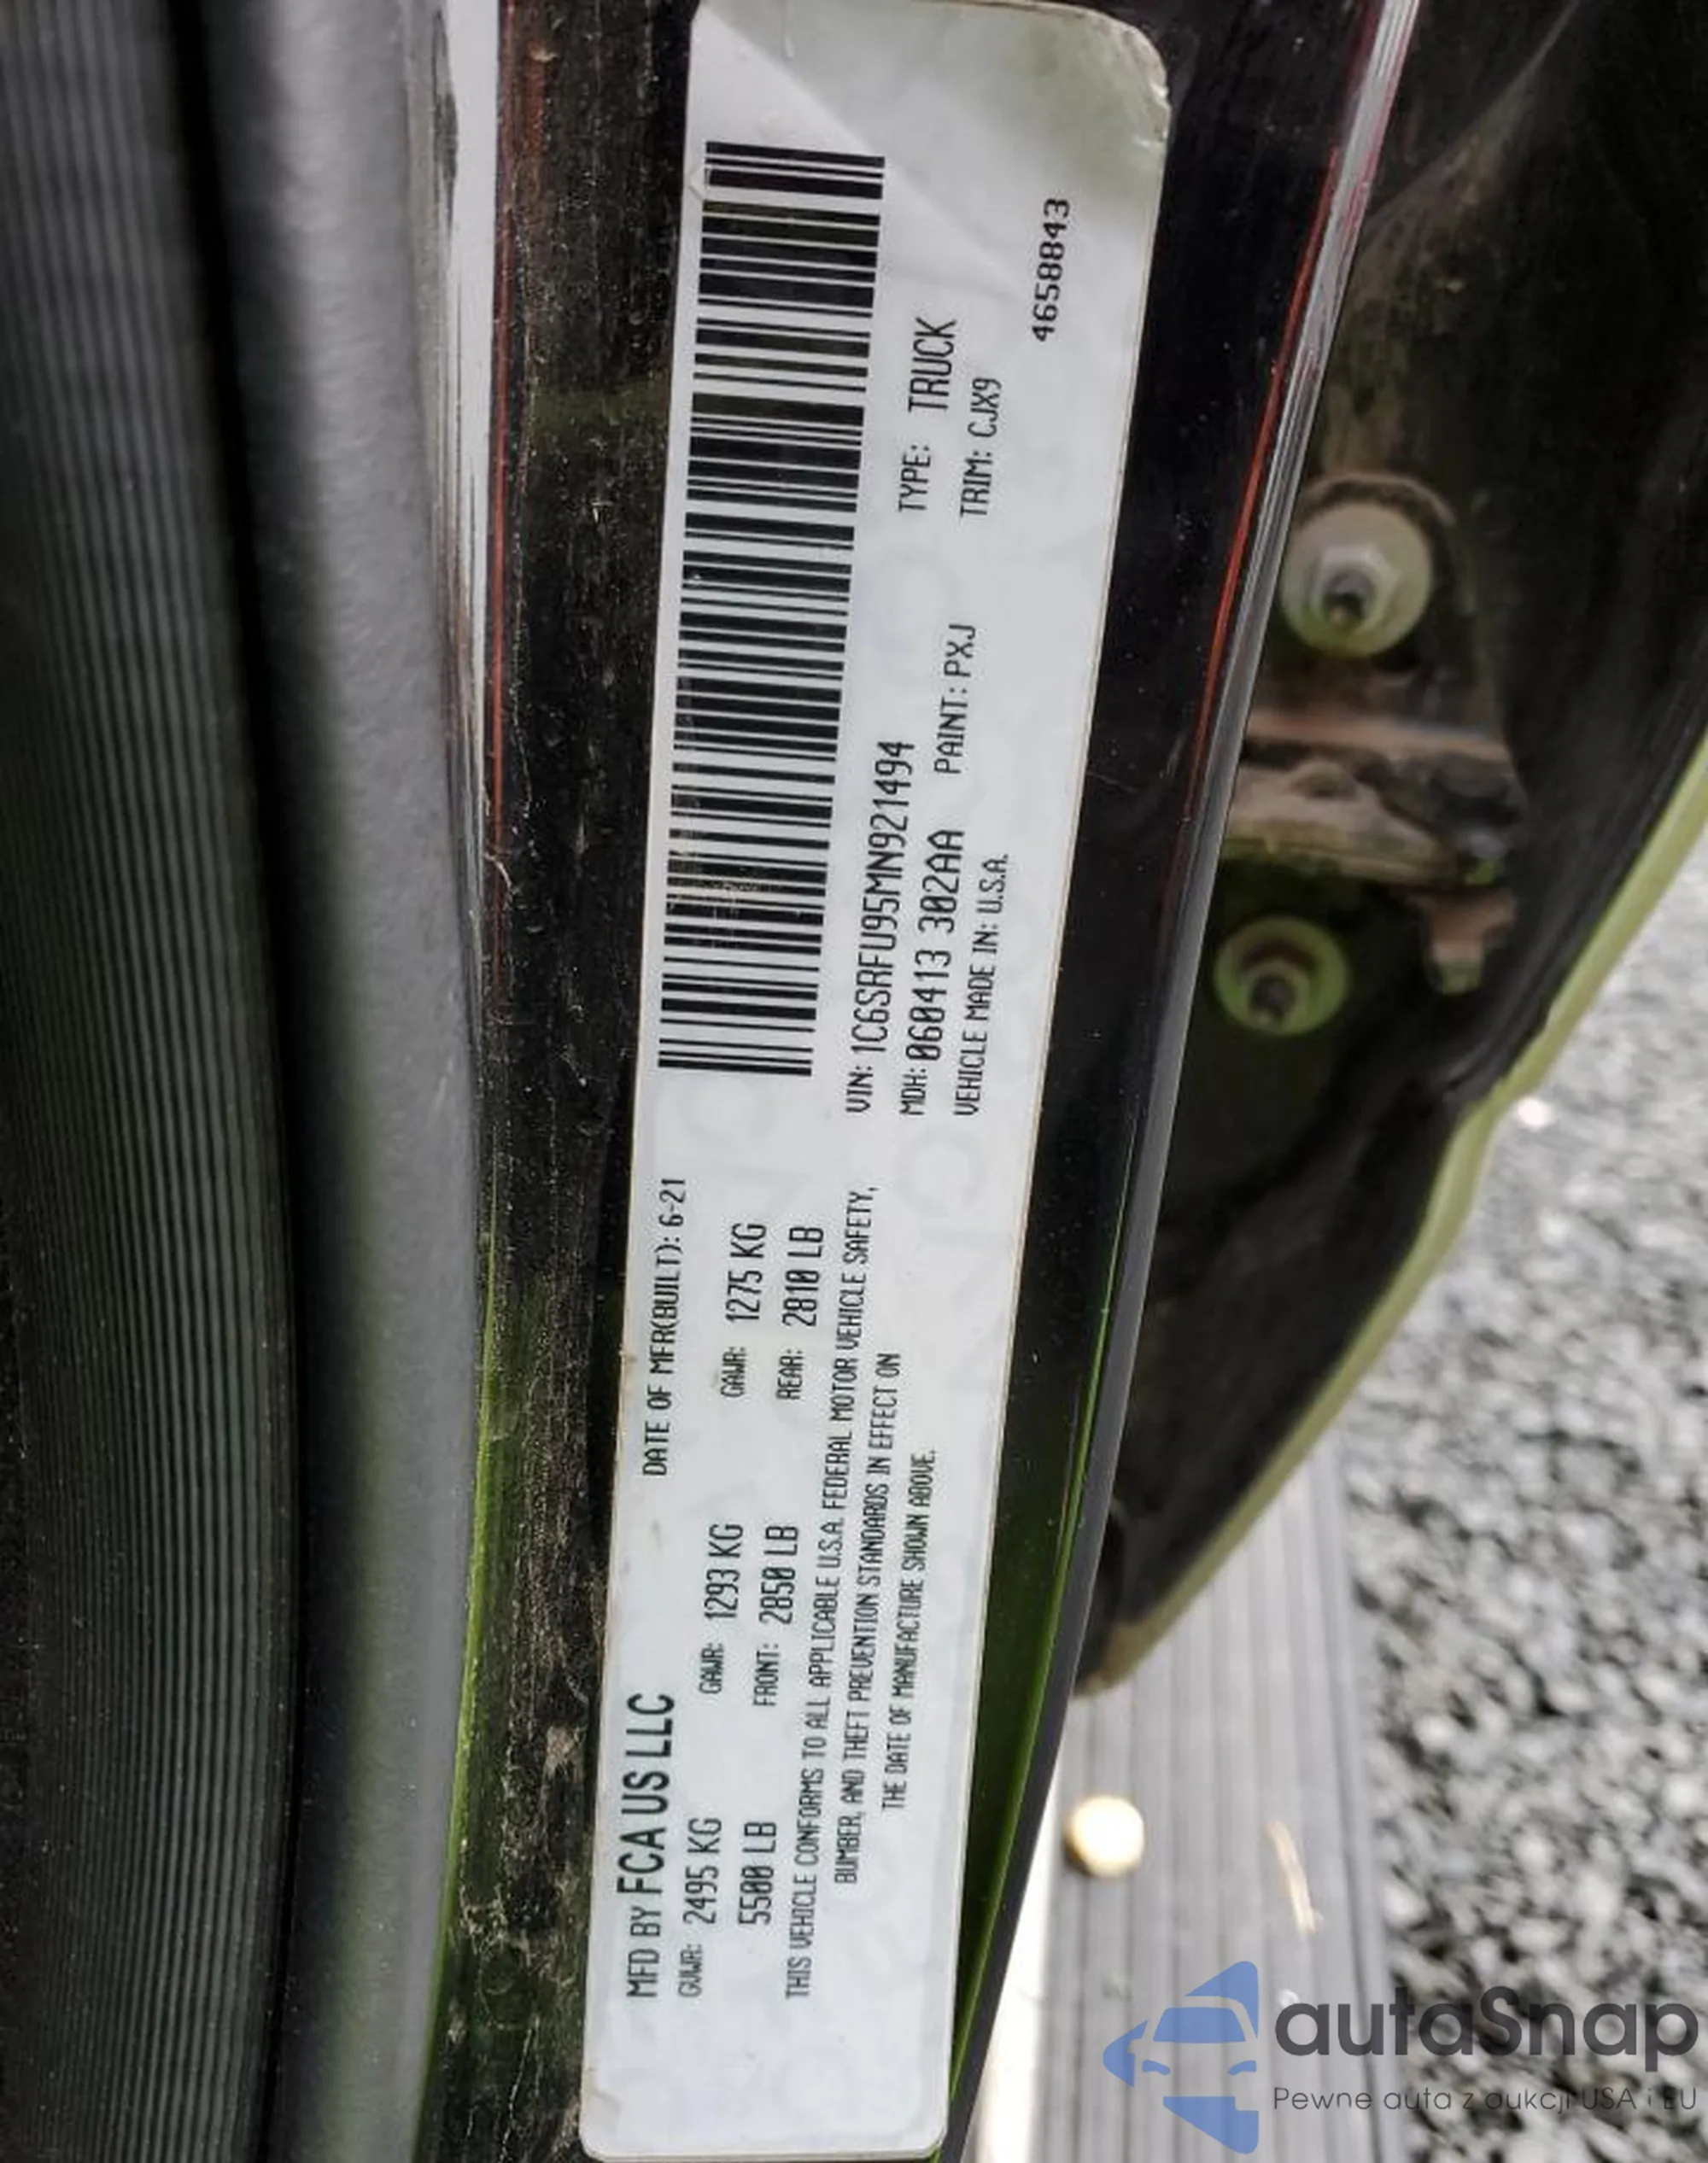 MFD BY FCA US LLC
DATE OF MFR(BUILT): 6-21
GVWR: 2495 KG
GAWR: 1293 KG
GAWR: 1275 KG
5500 LB
FRONT: 2850 LB
REAR: 2810 LB
THIS VEHICLE CONFORMS TO ALL APPLICABLE U.S.A. FEDERAL MOTOR VEHICLE SAFETY,
BUMBER, AND THEFT PREVENTION STANDARDS IN EFFECT ON
THE DATE OF MANUFACTURE SHOWN ABOVE.
VIN: 1C6SRFU95MN921494
TYPE: TRUCK
MDH: 060413 302AA
PAINT: PXJ
TRIM: CJX9
VEHICLE MADE IN: U.S.A.
4658843
autaSnap
Pewne auta z aukcji USA i EU